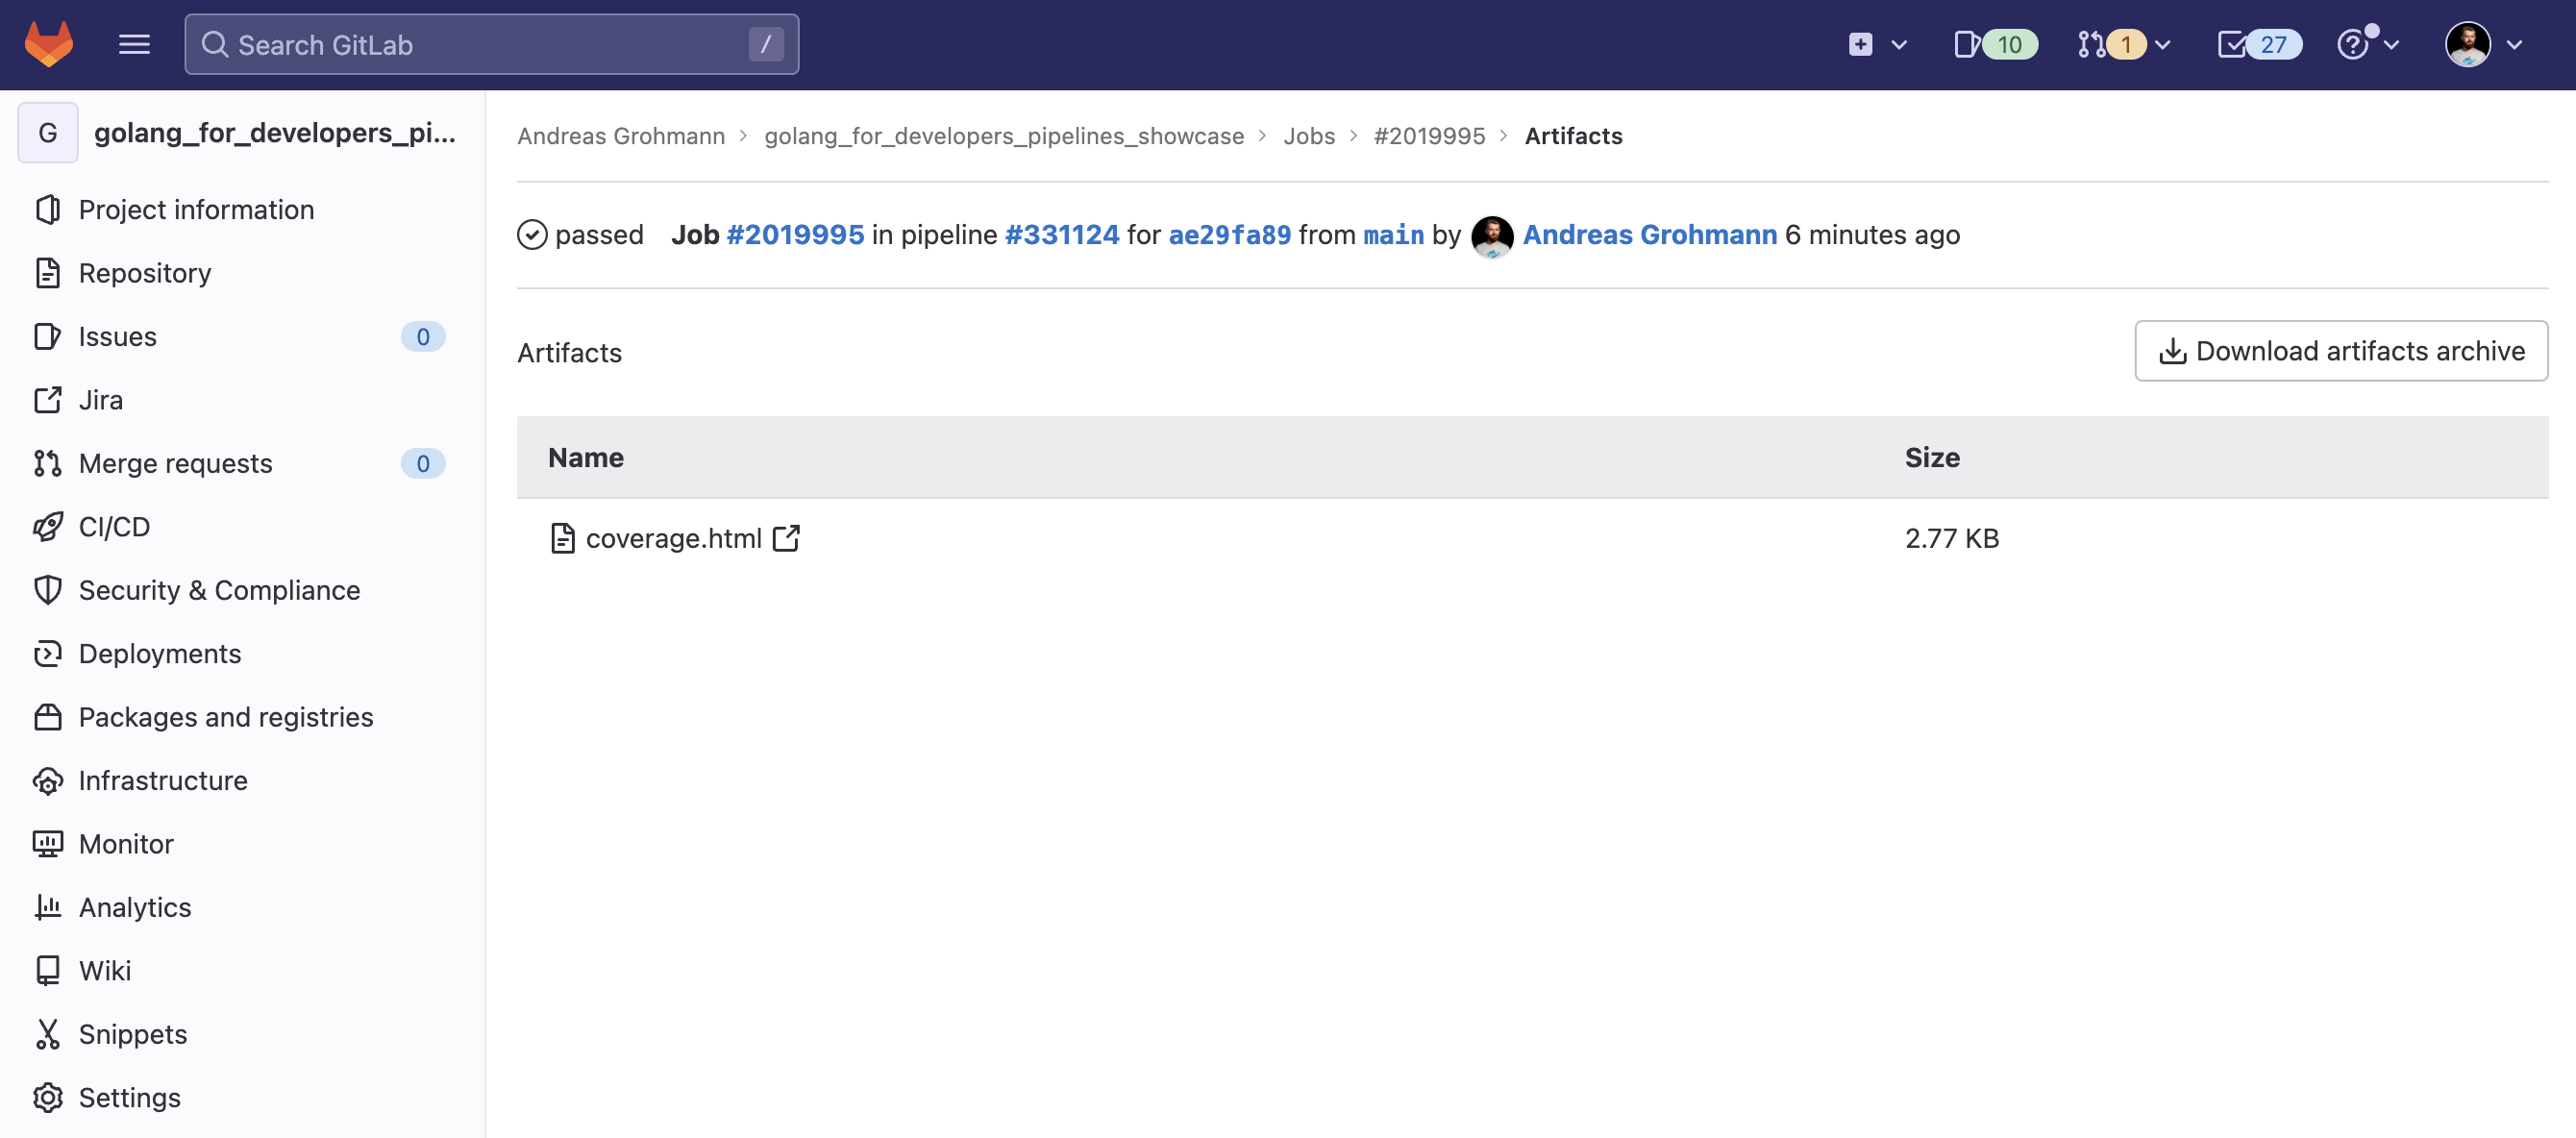 Search GitLab /
10
1
27
G golang_for_developers_pi...
Project information
Repository
Issues 0
Jira
Merge requests 0
CI/CD
Security & Compliance
Deployments
Packages and registries
Infrastructure
Monitor
Analytics
Wiki
Snippets
Settings
Andreas Grohmann > golang_for_developers_pipelines_showcase > Jobs > #2019995 > Artifacts
passed Job #2019995 in pipeline #331124 for ae29fa89 from main by Andreas Grohmann 6 minutes ago
Artifacts
Download artifacts archive
Name Size
coverage.html 2.77 KB